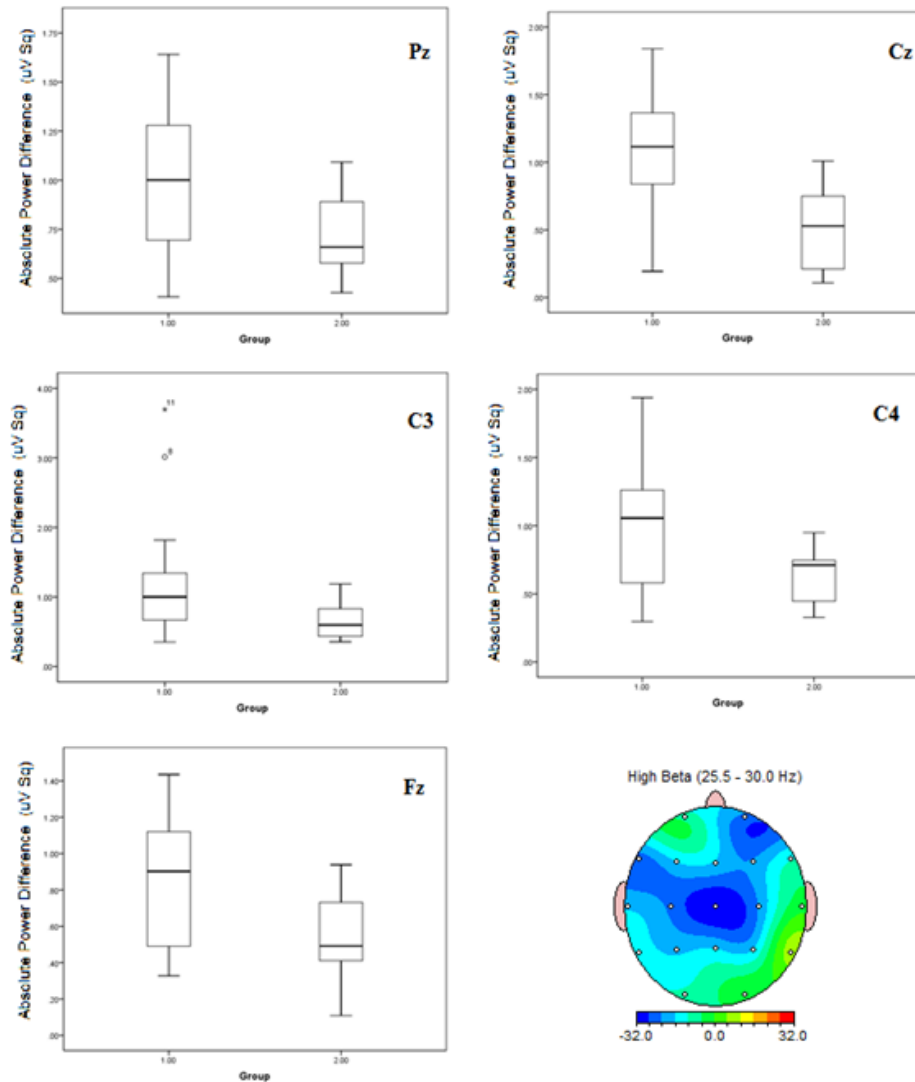 Absolute Power Difference (uV Sq)
Pz
1.75
1.50
1.25
1.00
.75
.50
1.00
2.00
Group
Absolute Power Difference (uV Sq)
Cz
2.00
1.50
1.00
.50
.00
1.00
2.00
Group
Absolute Power Difference (uV Sq)
C3
4.00
3.00
2.00
1.00
.00
11
1.00
2.00
Group
Absolute Power Difference (uV Sq)
C4
2.00
1.50
1.00
.50
.00
1.00
2.00
Group
Absolute Power Difference (uV Sq)
Fz
1.40
1.20
1.00
.80
.60
.40
.20
.00
1.00
2.00
Group
High Beta (25.5 - 30.0 Hz)
-32.0
0.0
32.0